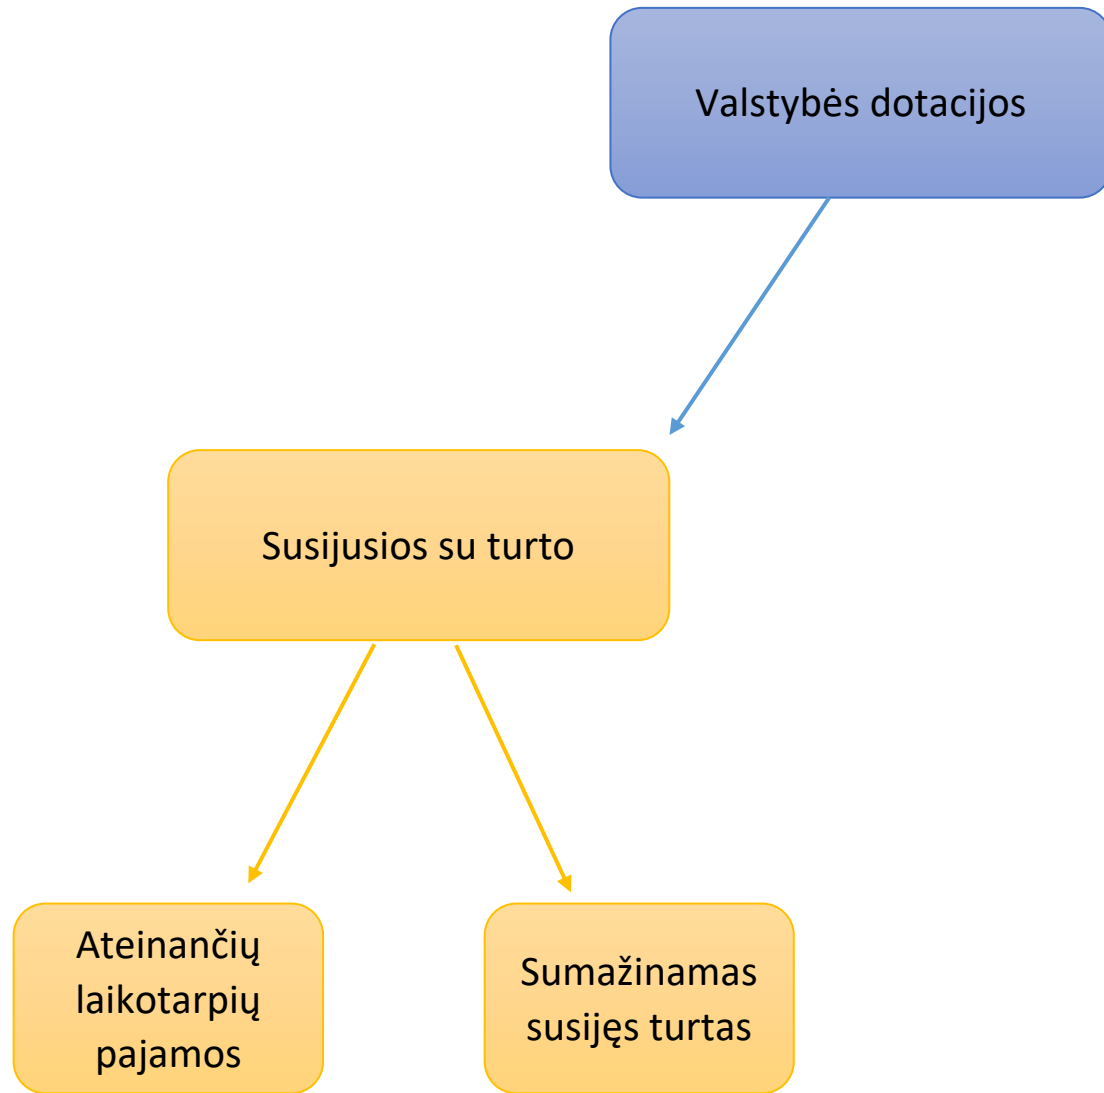 Valstybės dotacijos
Susijusios su turto
Ateinančių
laikotarpių
pajamos
Sumažinamas
susijęs turtas